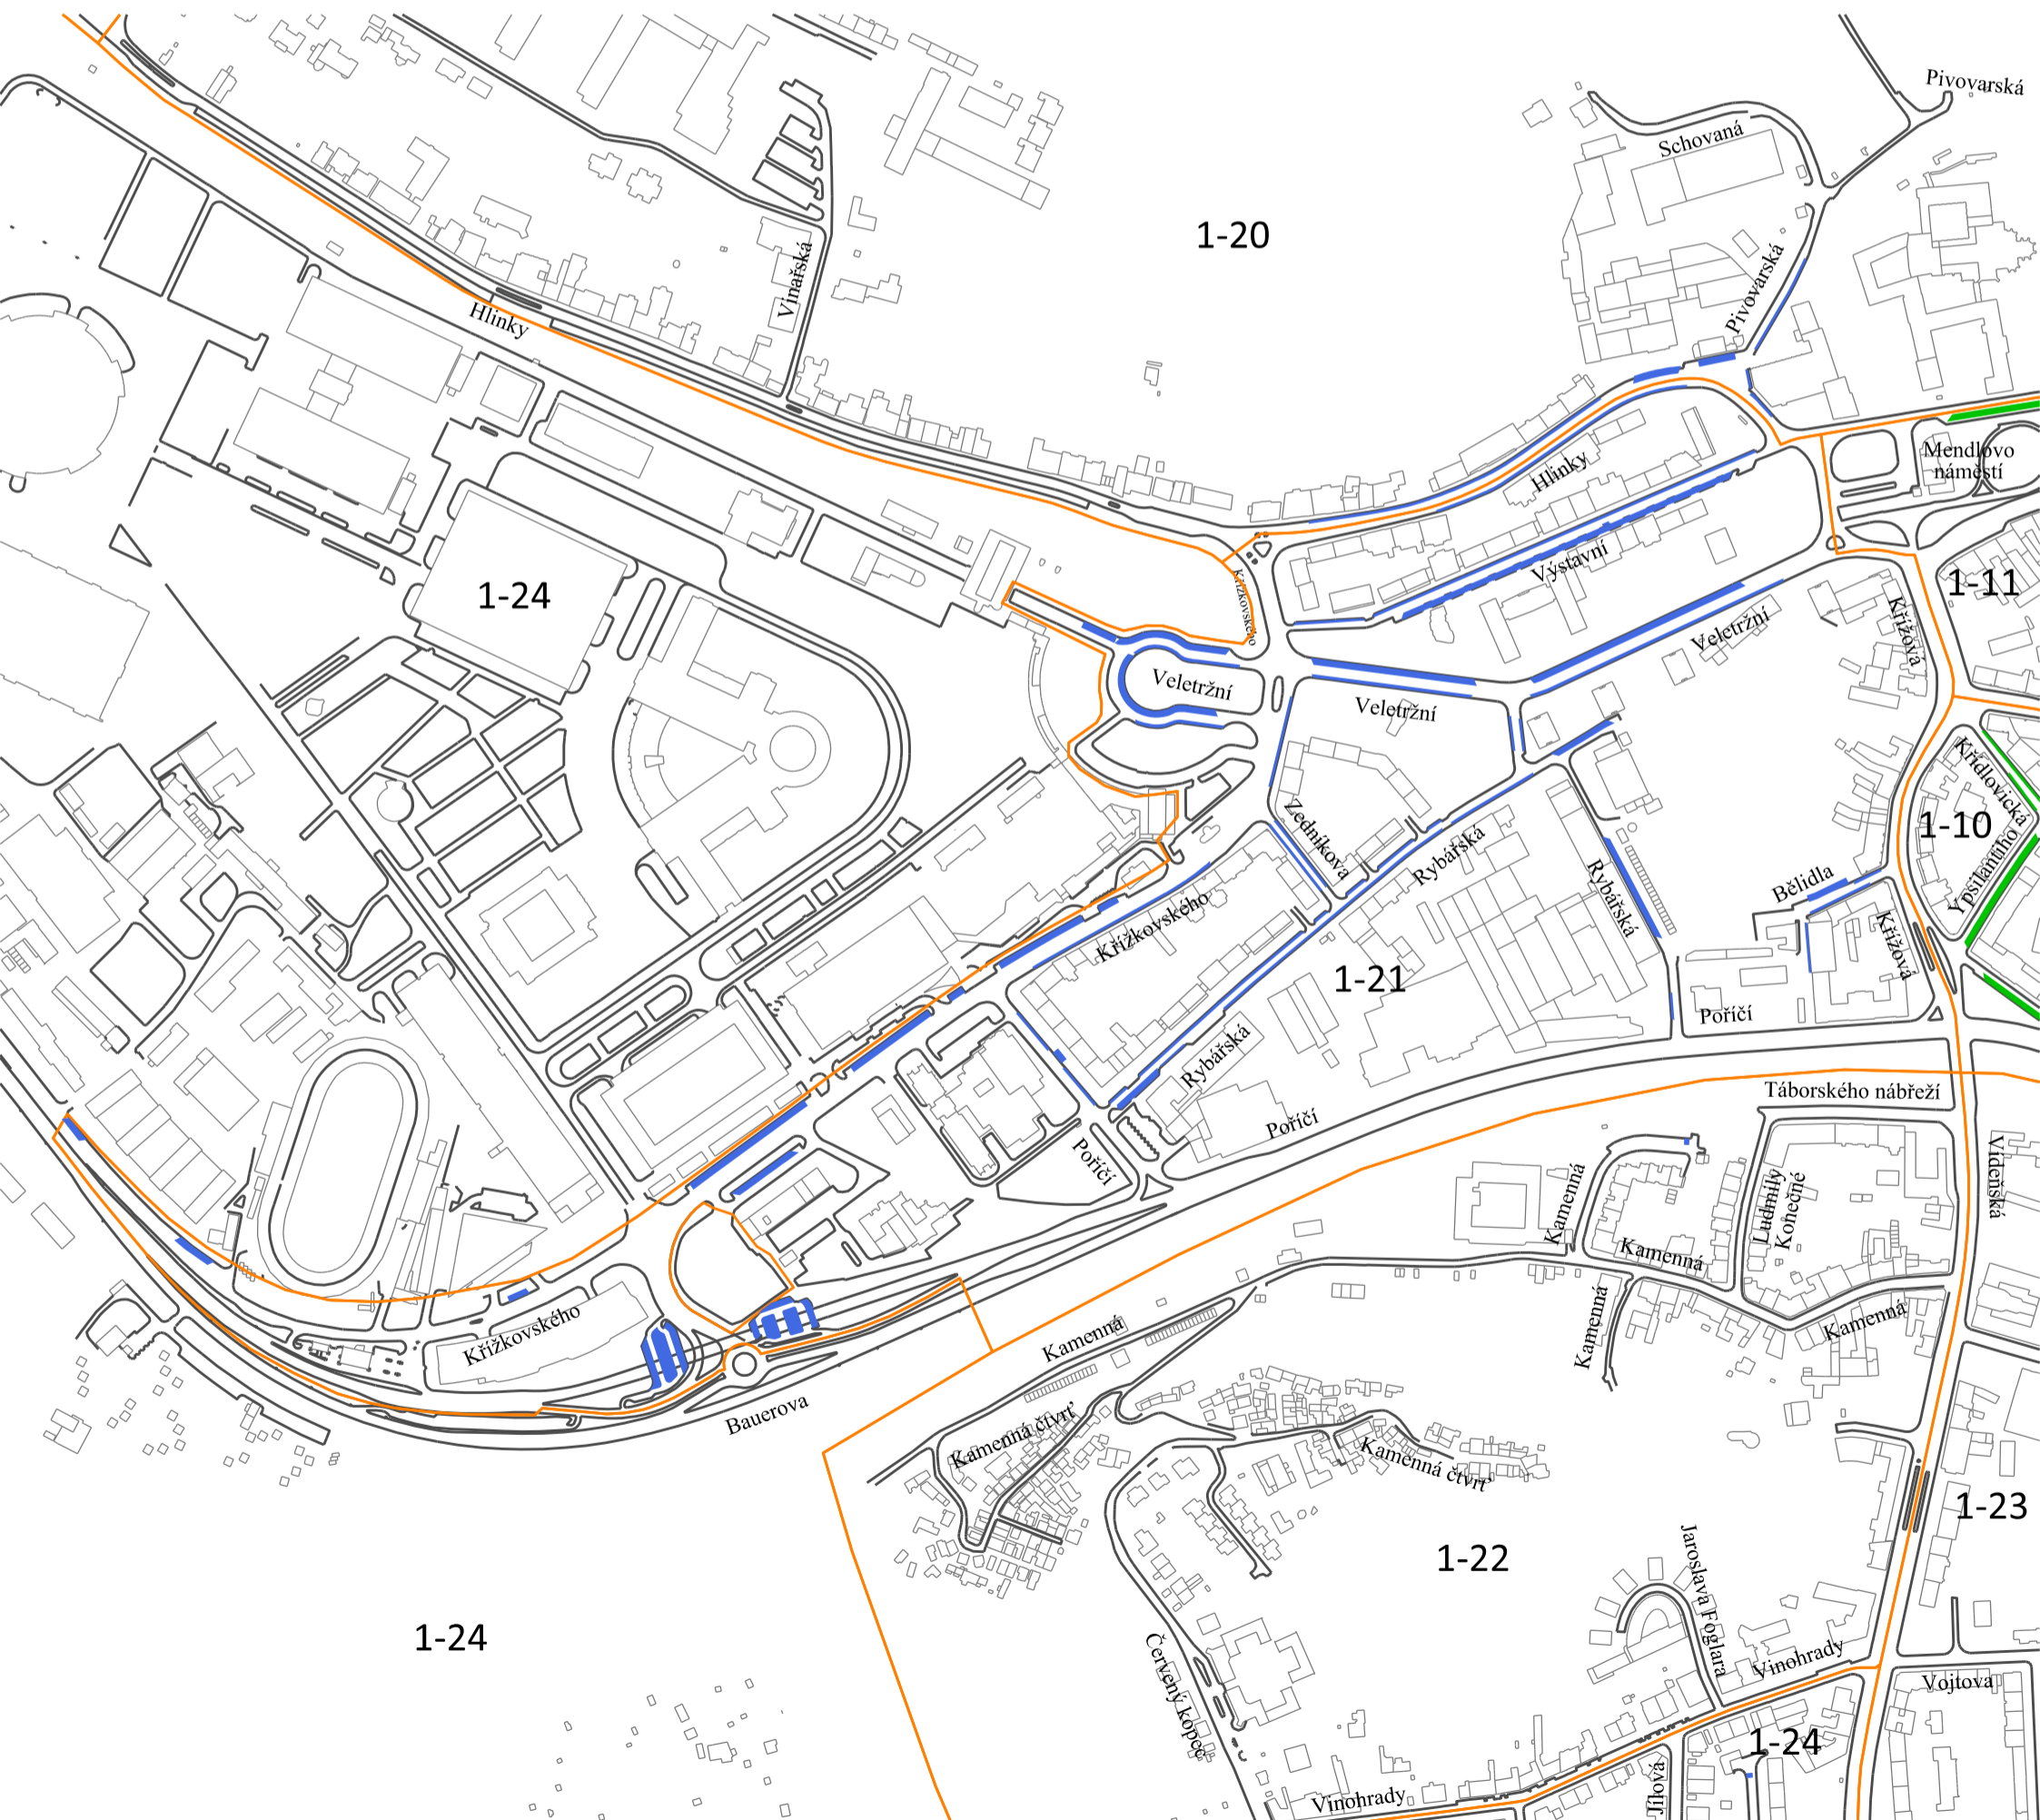 Pivovarská
Schovaná
1-20
Vinařská
Pivovarská
Hlinky
Mendlovo
náměstí
Hlinky
Výstavní
1-24
Křížkovského
1-11
Křížová
Veletržní
Veletržní
Veletržní
Křídlovická
1-10
Zedníkova
Rybářská
Bělidla
Ypsilantiho
Rybářská
Křížkovského
Křížová
1-21
Poříčí
Rybářská
Táborského nábřeží
Poříčí
Poříčí
Vídeňská
Kamenná
Ludmily
Konečné
Kamenná
Křížkovského
Kamenná
Kamenná
Kamenná
Bauerova
Kamenná čtvrť
Kamenná čtvrť
1-23
1-22
Jaroslava Foglara
1-24
Červený kopec
Vinohrady
Vojtova
1-24
Jílová
Vinohrady